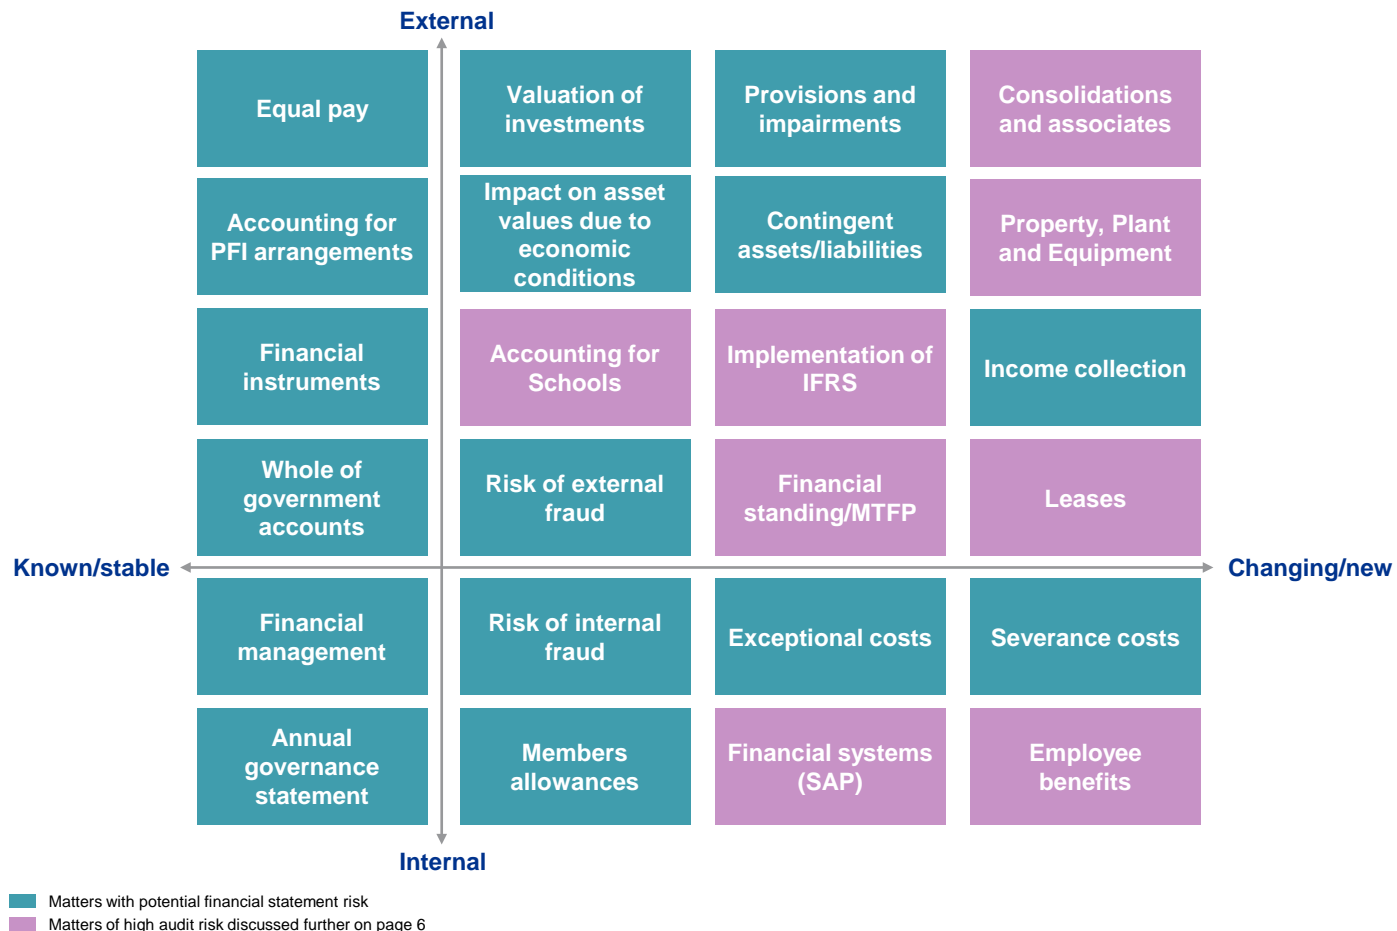 External
Equal pay
Valuation of
investments
Provisions and
impairments
Consolidations
and associates
Accounting for
PFI arrangements
Impact on asset
values due to
economic
conditions
Contingent
assets/liabilities
Property, Plant
and Equipment
Financial
instruments
Accounting for
Schools
Implementation of
IFRS
Income collection
Whole of
government
accounts
Risk of external
fraud
Financial
standing/MTFP
Leases
Known/stable
Changing/new
Financial
management
Risk of internal
fraud
Exceptional costs
Severance costs
Annual
governance
statement
Members
allowances
Financial systems
(SAP)
Employee
benefits
Internal
Matters with potential financial statement risk
Matters of high audit risk discussed further on page 6